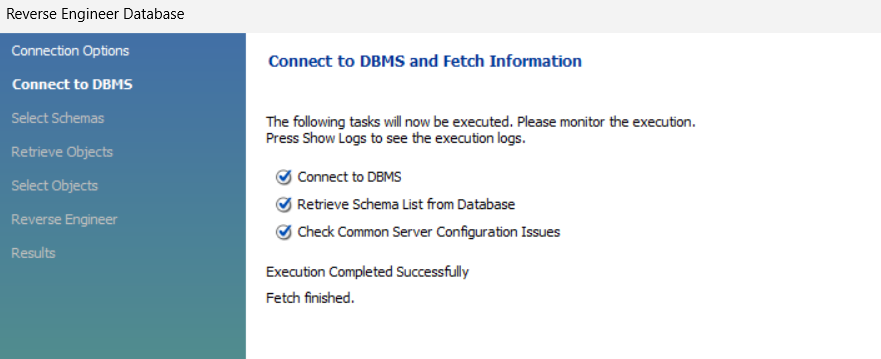 Reverse Engineer Database
Connection Options
Connect to DBMS
Select Schemas
Retrieve Objects
Select Objects
Reverse Engineer
Results
Connect to DBMS and Fetch Information
The following tasks will now be executed. Please monitor the execution.
Press Show Logs to see the execution logs.
Connect to DBMS
Retrieve Schema List from Database
Check Common Server Configuration Issues
Execution Completed Successfully
Fetch finished.